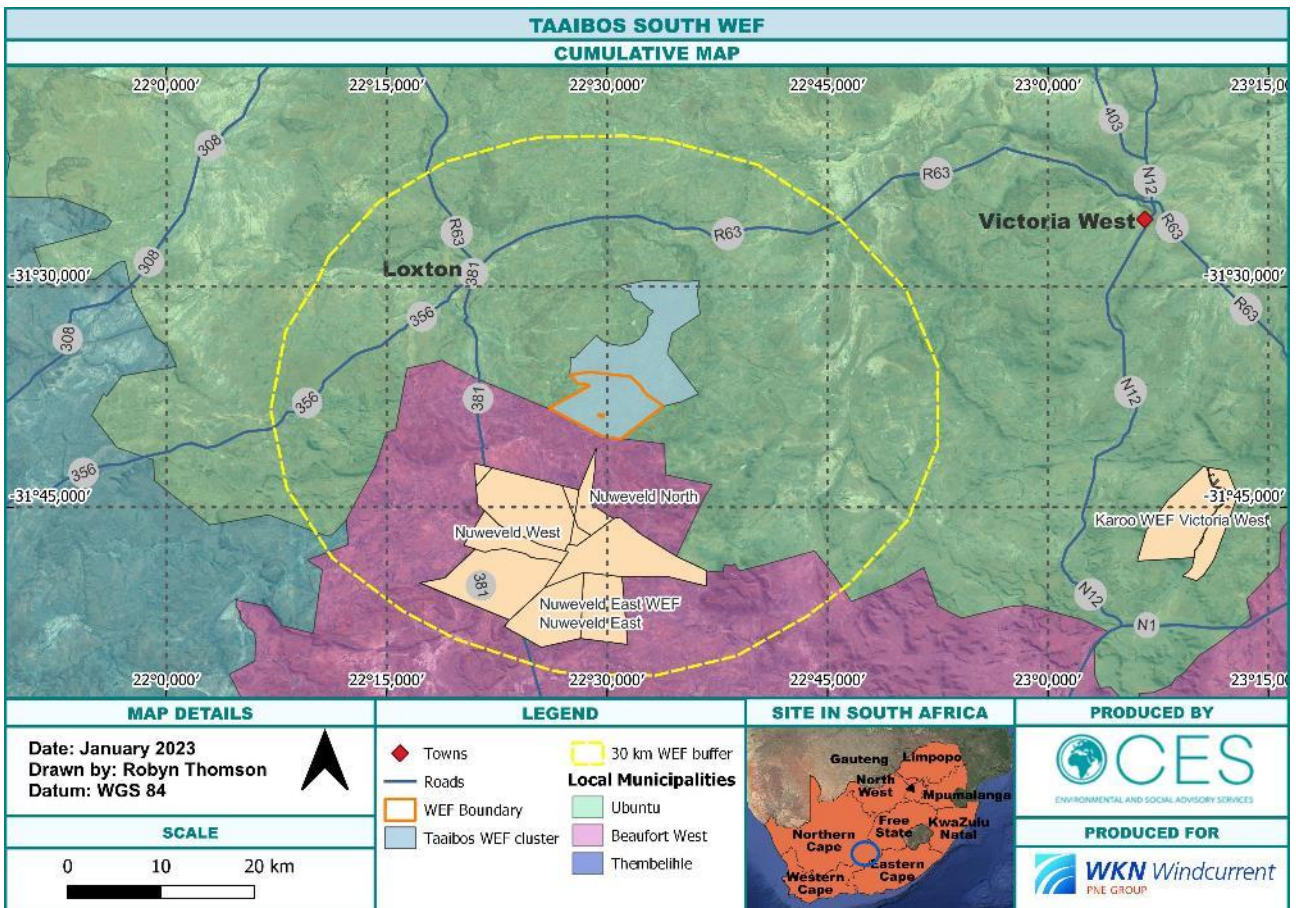 TAAIBOS SOUTH WEF
CUMULATIVE MAP
22°0,000′ 22°15,000′ 22°30,000′ 22°45,000′ 23°0,000′ 23°15,0
308
403
R63
N12
Victoria West
R63
R63
R63
308
Loxton
381
-31°30,000′
-31°30,000′
356
R63
308
381
356
N12
356
-31°45,000′
-31°45,000′
Nuweveld North
Karoo WEF Victoria West
Nuweveld West
381
Nuweveld East WEF
Nuweveld East
N12
N1
22°0,000′ 22°15,000′ 22°30,000′ 22°45,000′ 23°0,000′ 23°15,0
MAP DETAILS
Date: January 2023
Drawn by: Robyn Thomson
Datum: WGS 84
SCALE
0 10 20 km
LEGEND
Towns
Roads
WEF Boundary
Taaibos WEF cluster
30 km WEF buffer
Local Municipalities
Ubuntu
Beaufort West
Thembelihle
SITE IN SOUTH AFRICA
Gauteng
Limpopo
North West
Mpumalanga
Free State
KwaZulu Natal
Northern Cape
Eastern Cape
Western Cape
PRODUCED BY
CES
ENVIRONMENTAL AND SOCIAL ADVISORY SERVICES
PRODUCED FOR
WKN Windcurrent
PNE GROUP